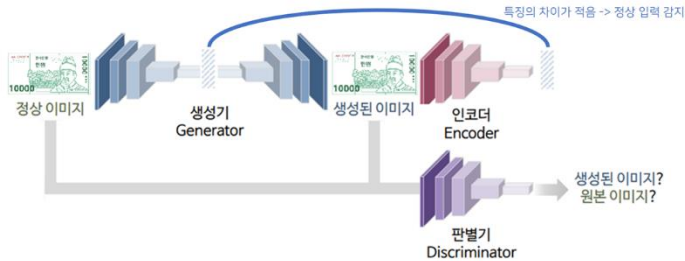 특징의 차이가 적음 -> 정상 입력 감지
10000
정상 이미지
생성기
Generator
10000
생성된 이미지
인코더
Encoder
생성된 이미지?
원본 이미지?
판별기
Discriminator